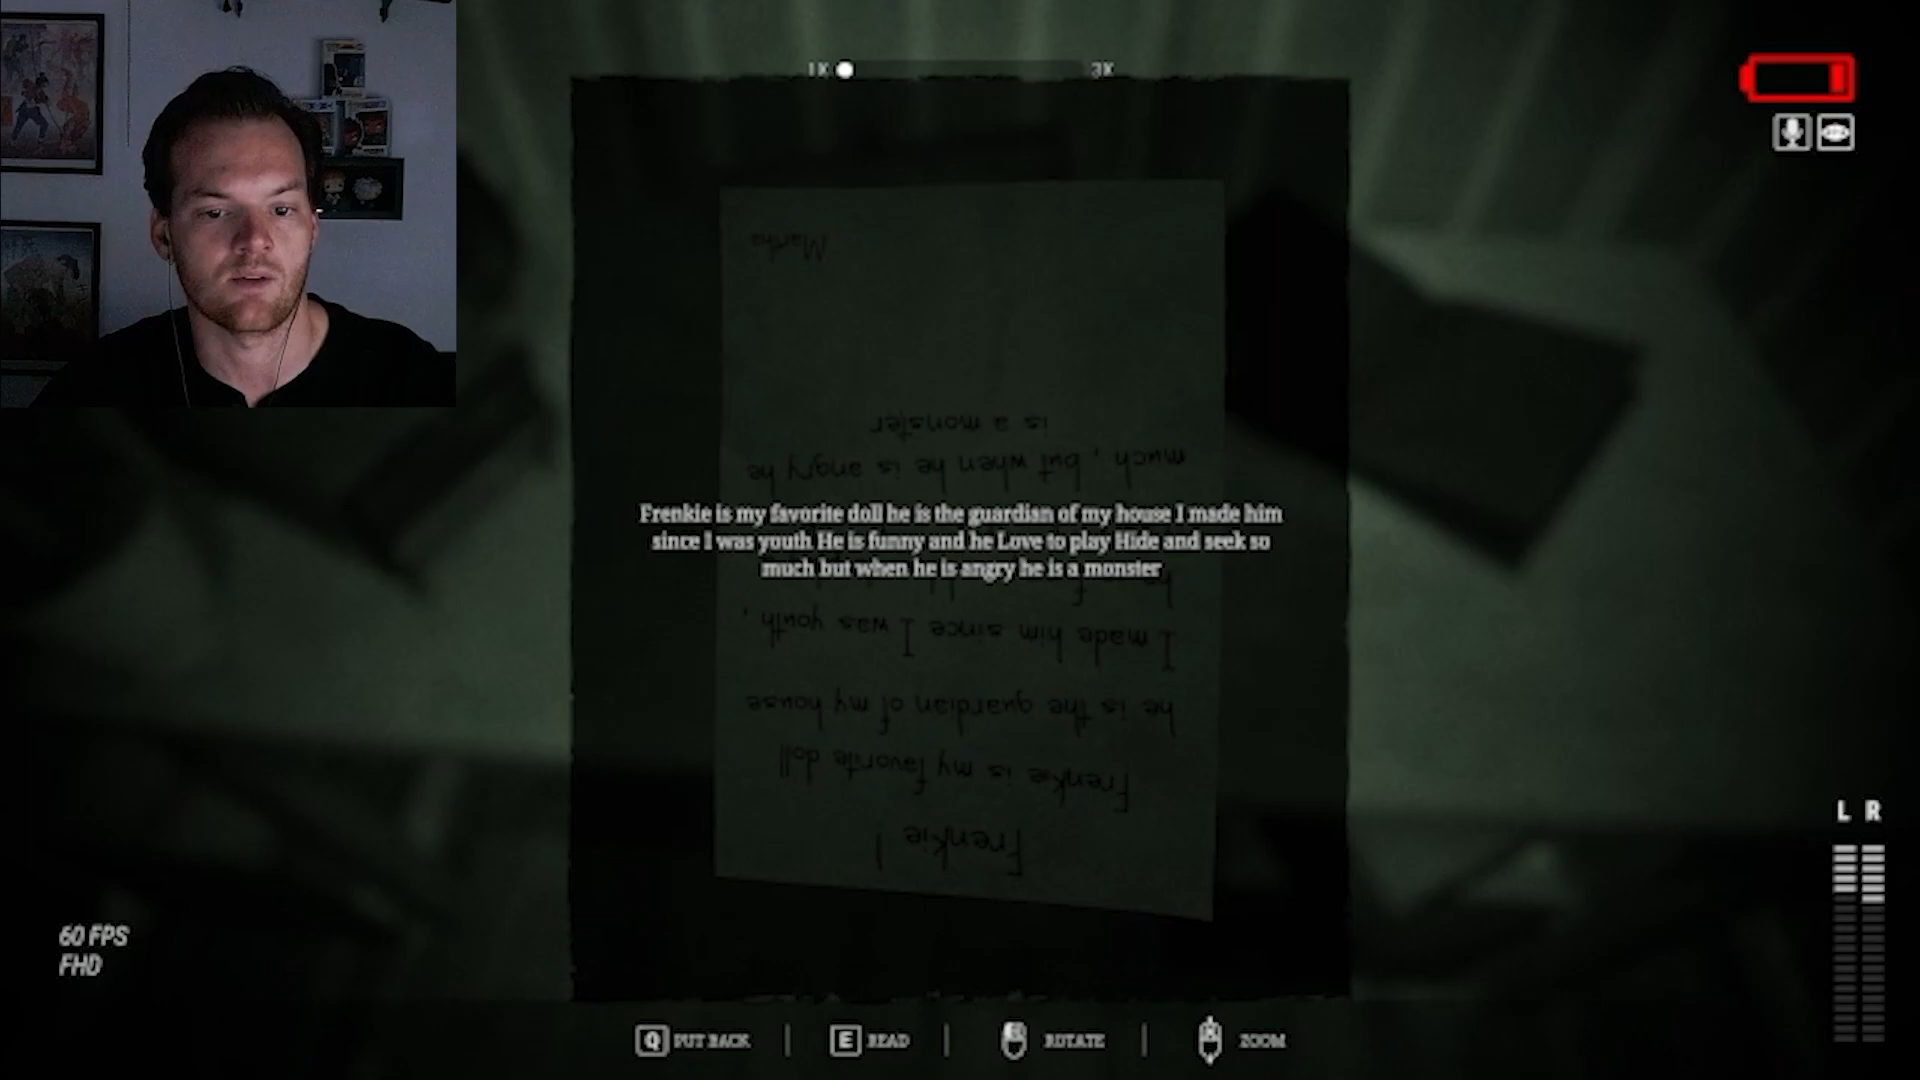 1X 3X
Martha
is a monster
much , but when he is angry he
Frenkie is my favorite doll he is the guardian of my house I made him
since I was youth He is funny and he Love to play Hide and seek so
much but when he is angry he is a monster
I made him since I was youth ,
he is the guardian of my house
Frenkie is my favorite doll
Frenkie !
L R
60 FPS
FHD
Q PUT BACK | E READ | ROTATE | ZOOM